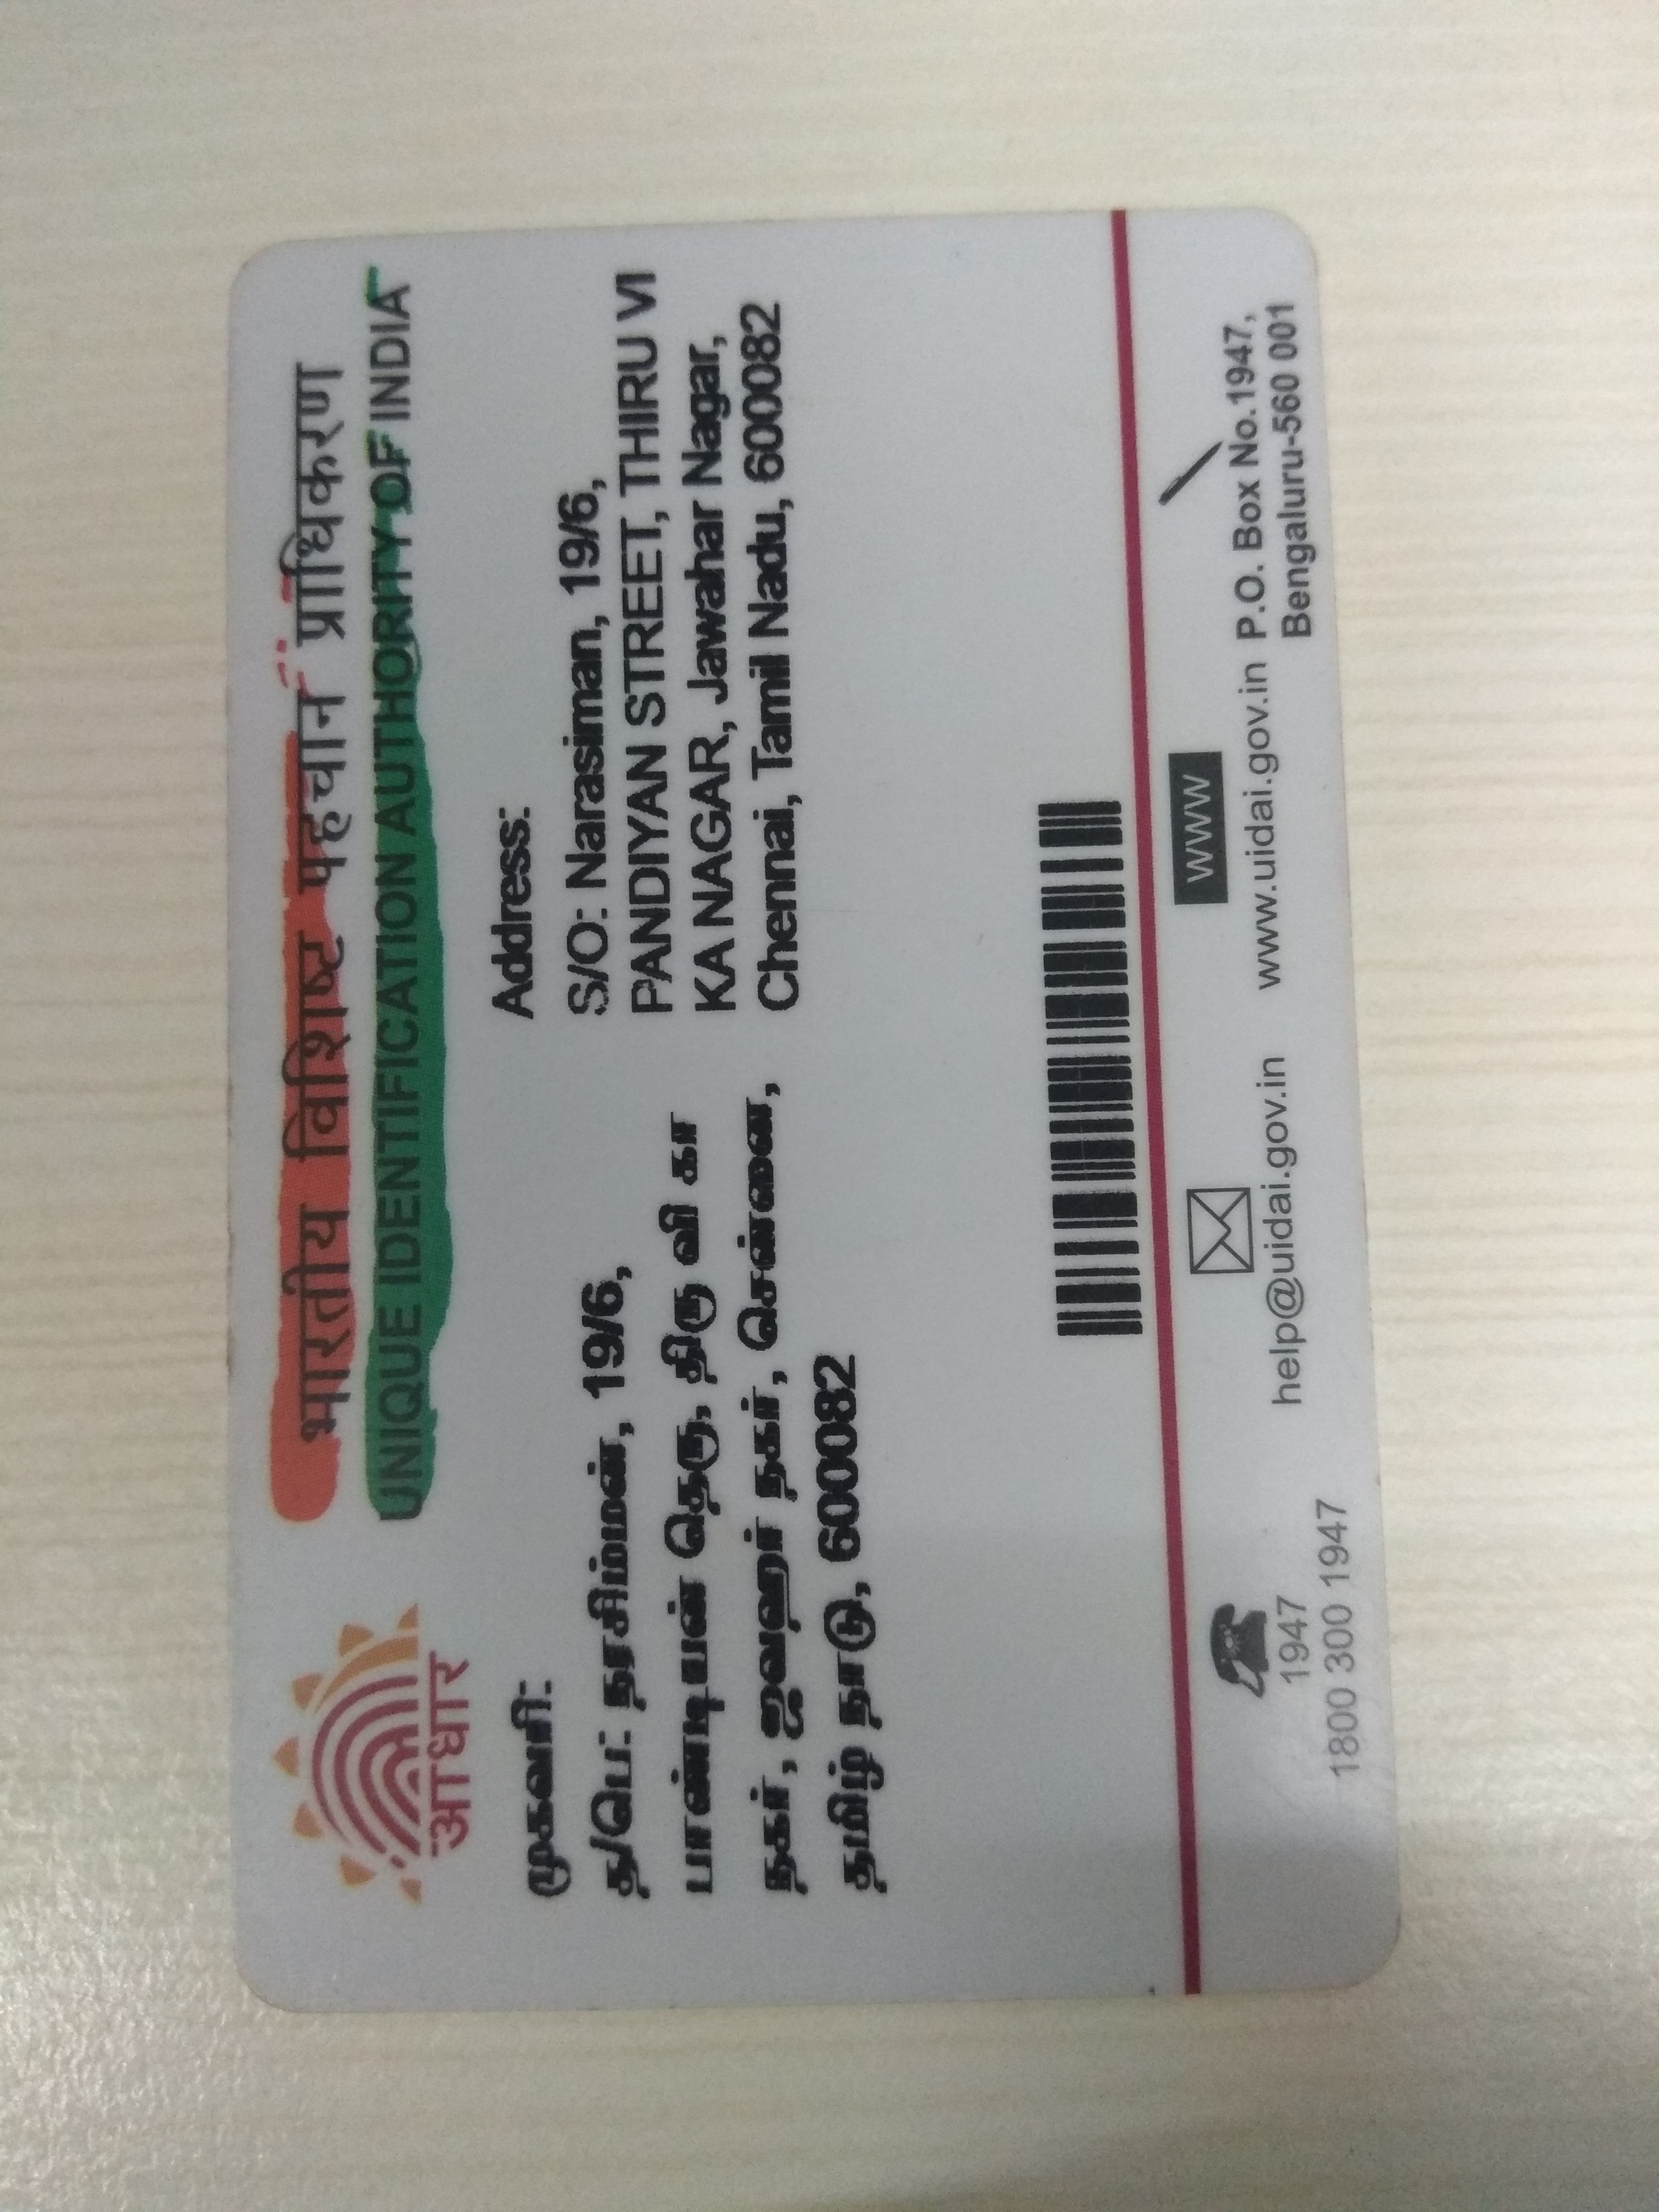 आधार
भारतीय विशिष्ट पहचान प्राधिकरण
UNIQUE IDENTIFICATION AUTHORITY OF INDIA
முகவரி:
த/பெ: நரசிம்மன், 19/6,
பாண்டியன் தெரு, திரு வி கா
நகர், ஜவஹர் நகர், சென்னை,
தமிழ் நாடு, 600082
Address:
S/O: Narasiman, 19/6,
PANDIYAN STREET, THIRU VI
KA NAGAR, Jawahar Nagar,
Chennai, Tamil Nadu, 600082
1947
1800 300 1947
help@uidai.gov.in
WWW
www.uidai.gov.in
P.O. Box No.1947,
Bengaluru-560 001